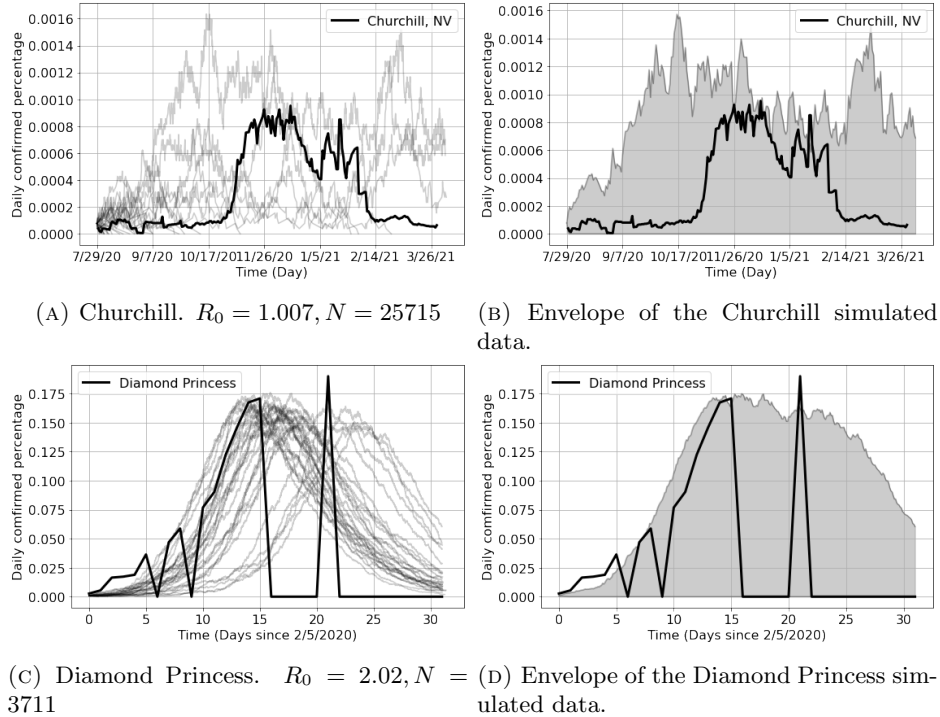 0.0016
0.0014
0.0012
0.0010
0.0008
0.0006
0.0004
0.0002
0.0000
Daily comfirmed percentage
Churchill, NV
7/29/20 9/7/20 10/17/20 11/26/20 1/5/21 2/14/21 3/26/21
Time (Day)
0.0016
0.0014
0.0012
0.0010
0.0008
0.0006
0.0004
0.0002
0.0000
Daily comfirmed percentage
Churchill, NV
7/29/20 9/7/20 10/17/20 11/26/20 1/5/21 2/14/21 3/26/21
Time (Day)
(A) Churchill. R₀ = 1.007, N = 25715
(B) Envelope of the Churchill simulated
data.
0.175
0.150
0.125
0.100
0.075
0.050
0.025
0.000
Daily comfirmed percentage
Diamond Princess
0 5 10 15 20 25 30
Time (Days since 2/5/2020)
0.175
0.150
0.125
0.100
0.075
0.050
0.025
0.000
Daily comfirmed percentage
Diamond Princess
0 5 10 15 20 25 30
Time (Days since 2/5/2020)
(C) Diamond Princess. R₀ = 2.02, N =
3711
(D) Envelope of the Diamond Princess sim-
ulated data.